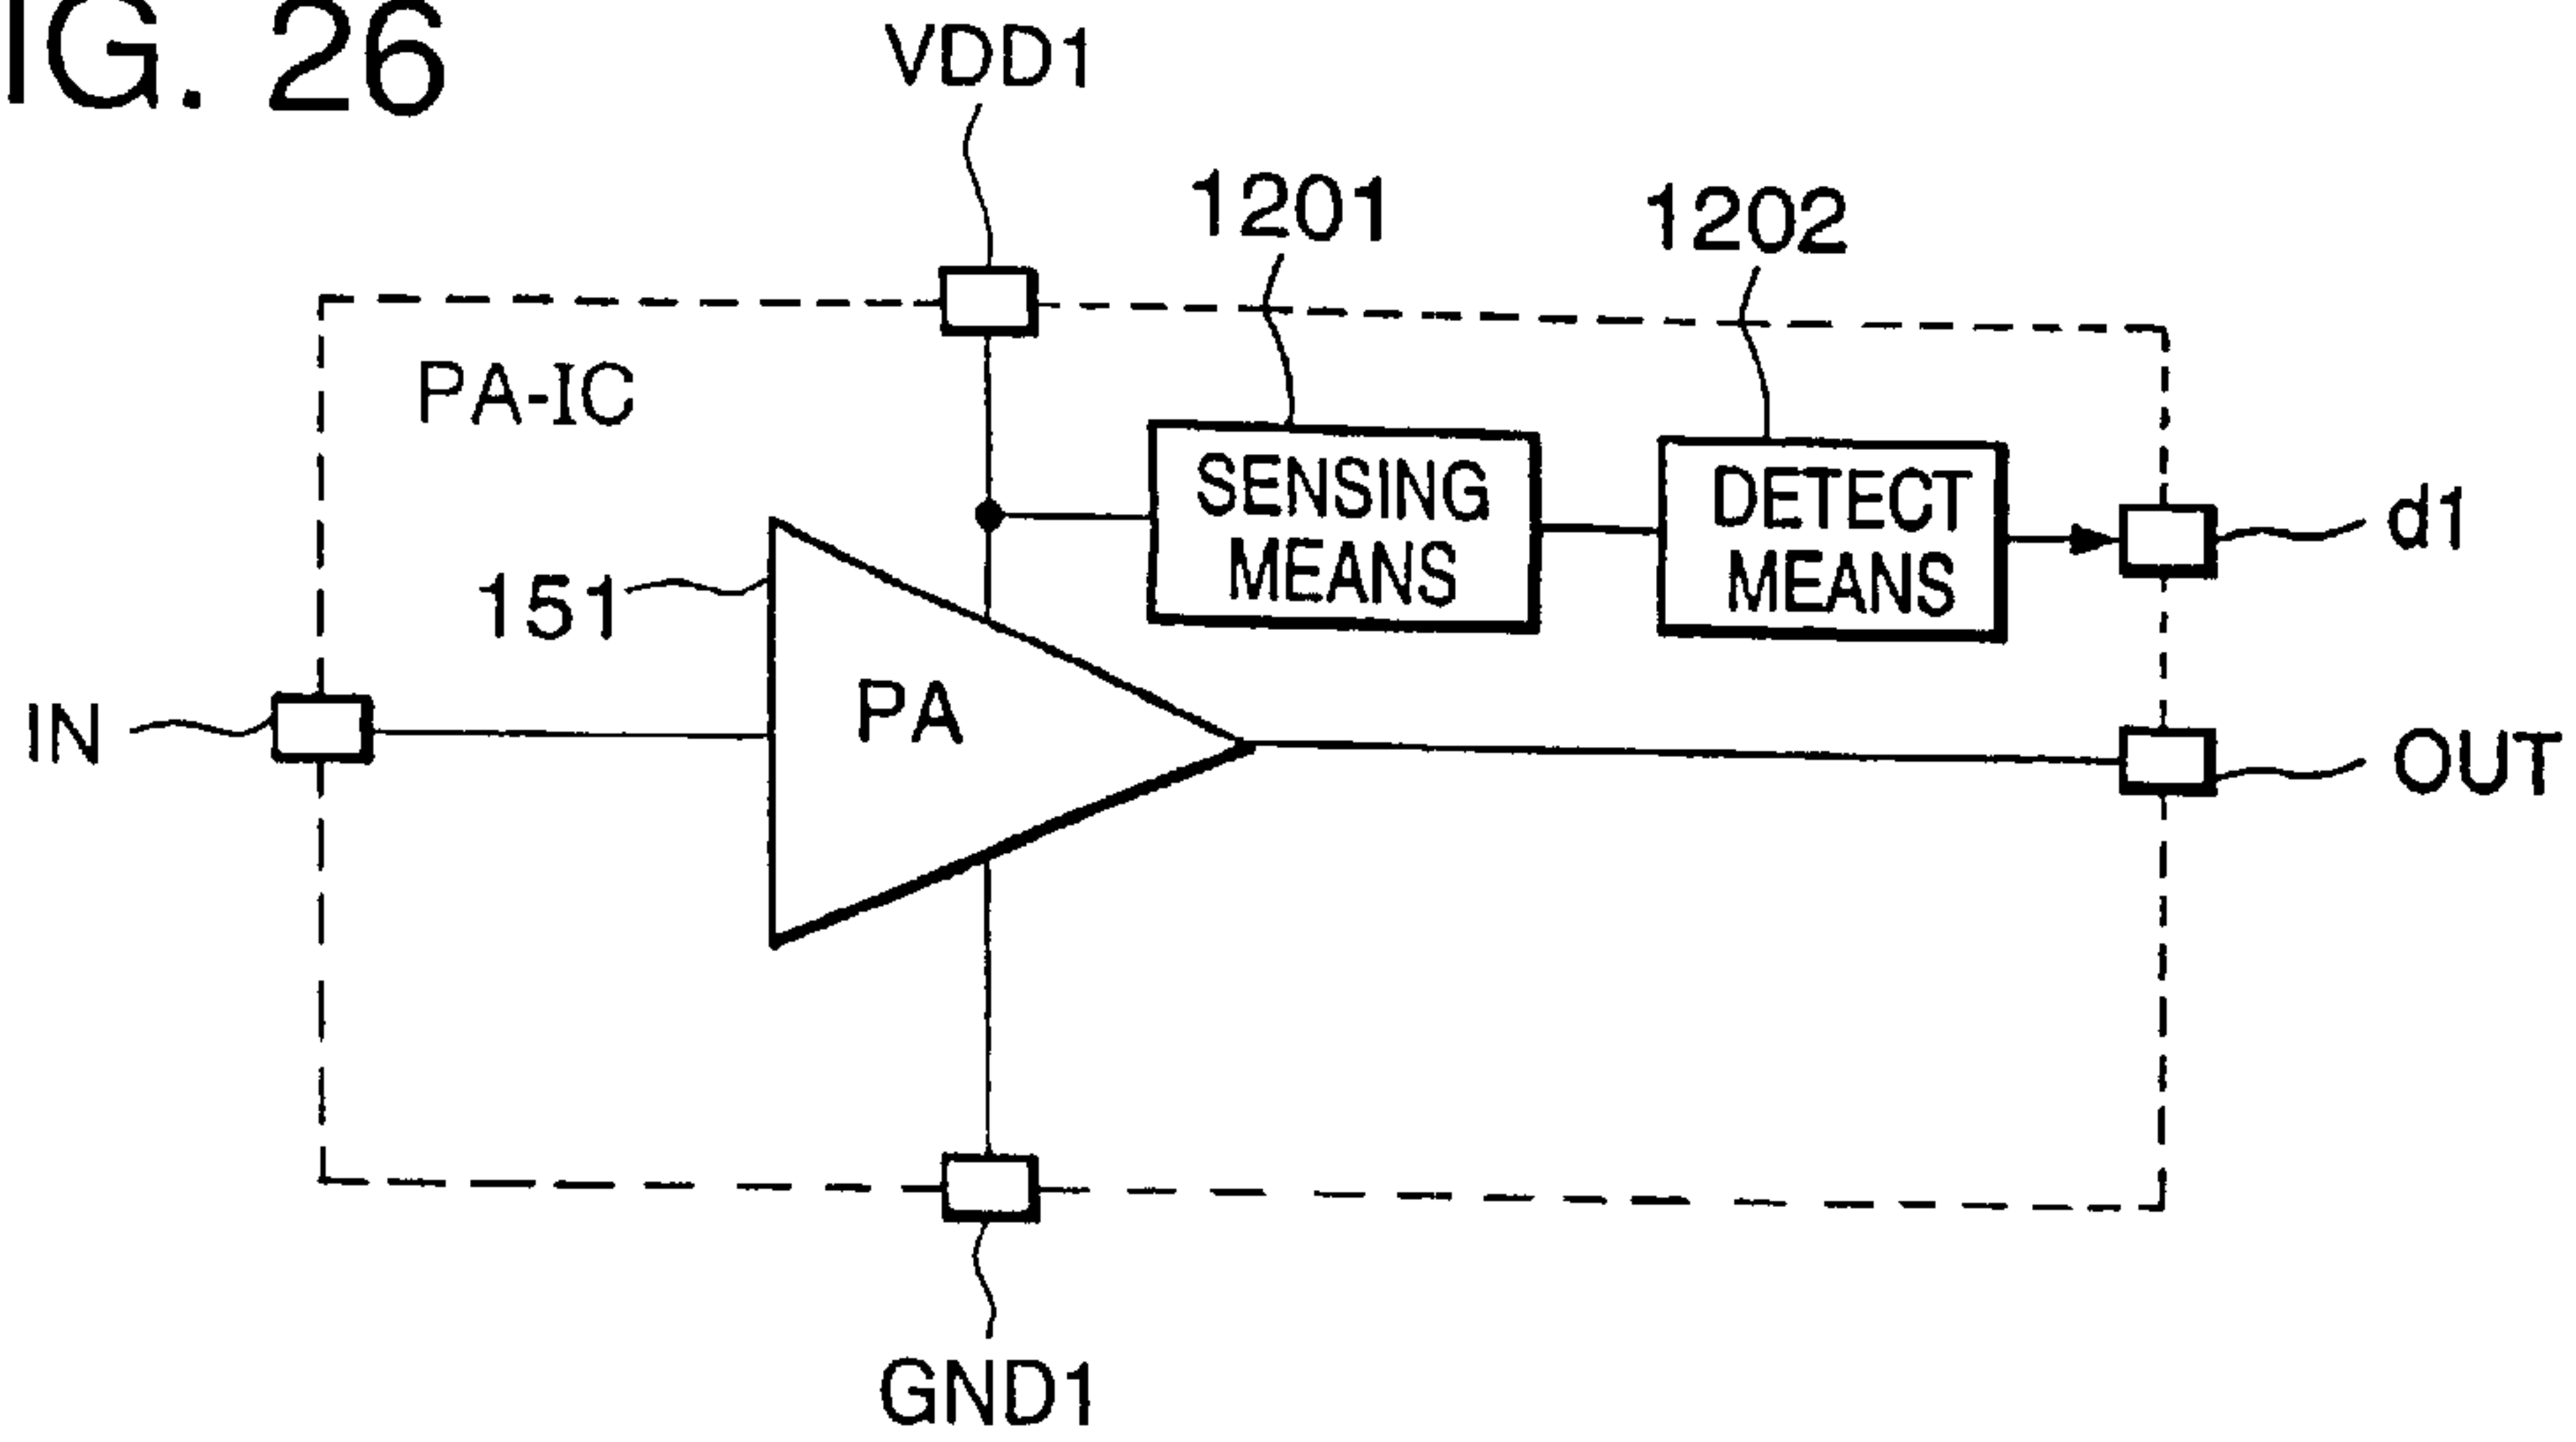 IG. 26
VDD1
1201
1202
PA-IC
SENSING
MEANS
DETECT
MEANS
d1
151
PA
IN
OUT
GND1